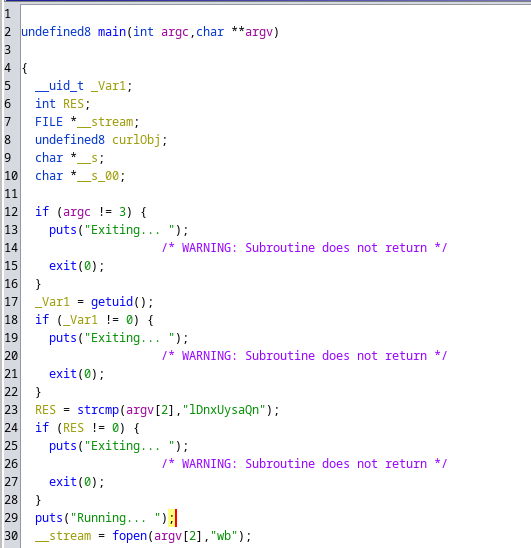 1
2 undefined8 main(int argc,char **argv)
3
4 {
5   __uid_t _Var1;
6   int RES;
7   FILE *__stream;
8   undefined8 curlObj;
9   char *__s;
10   char *__s_00;
11
12   if (argc != 3) {
13     puts("Exiting... ");
14                     /* WARNING: Subroutine does not return */
15     exit(0);
16   }
17   _Var1 = getuid();
18   if (_Var1 != 0) {
19     puts("Exiting... ");
20                     /* WARNING: Subroutine does not return */
21     exit(0);
22   }
23   RES = strcmp(argv[2],"lDnxUysaQn");
24   if (RES != 0) {
25     puts("Exiting... ");
26                     /* WARNING: Subroutine does not return */
27     exit(0);
28   }
29   puts("Running... ");
30   __stream = fopen(argv[2],"wb");